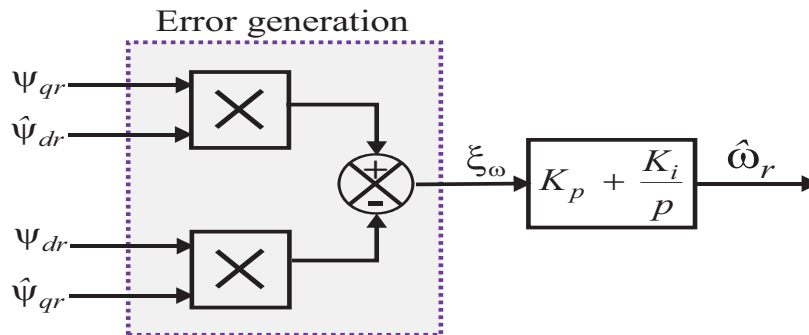 Error generation
ψqr
ψ̂dr
+
-
ψdr
ψ̂qr
ξω
Kp + Ki/p
ω̂r